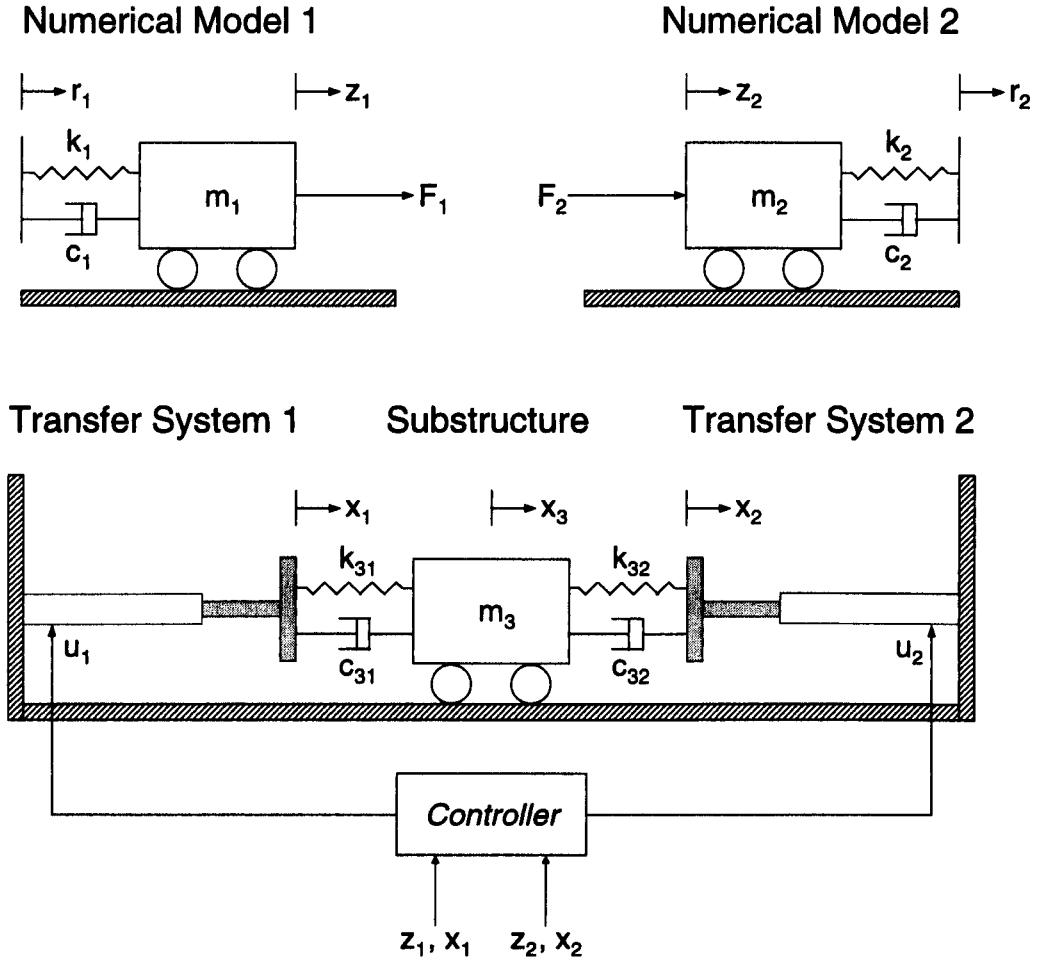 Numerical Model 1
Numerical Model 2
r₁
z₁
z₂
r₂
k₁
m₁
F₁
c₁
F₂
m₂
k₂
c₂
Transfer System 1
Substructure
Transfer System 2
x₁
x₃
x₂
k₃₁
m₃
k₃₂
u₁
c₃₁
c₃₂
u₂
Controller
z₁, x₁
z₂, x₂